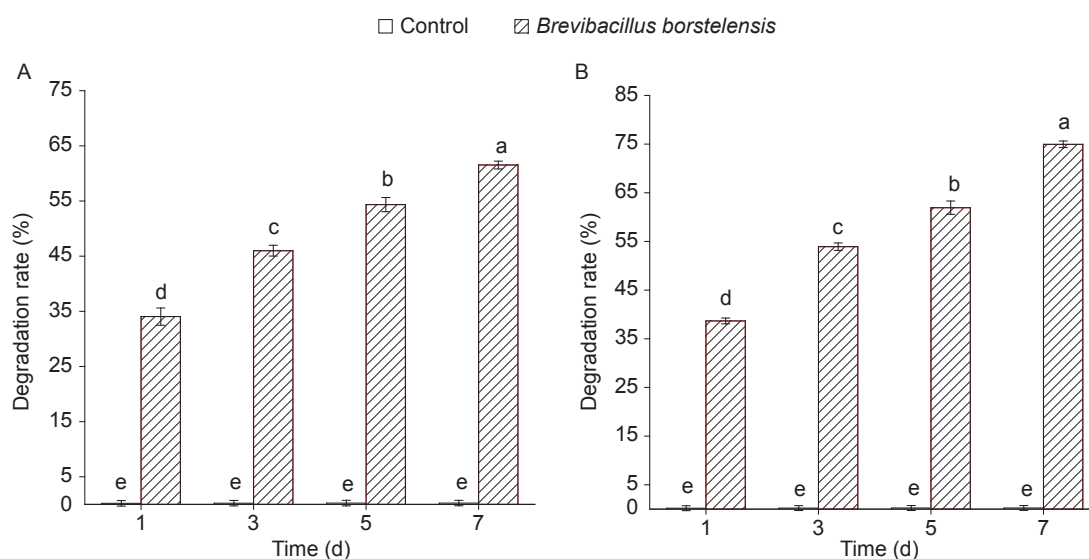 Control Brevibacillus borstelensis
A
75
65
55
45
35
25
15
5
0
Degradation rate (%)
d
c
b
a
e e e e
1 3 5 7
Time (d)
B
85
75
65
55
45
35
25
15
5
0
Degradation rate (%)
d
c
b
a
e e e e
1 3 5 7
Time (d)